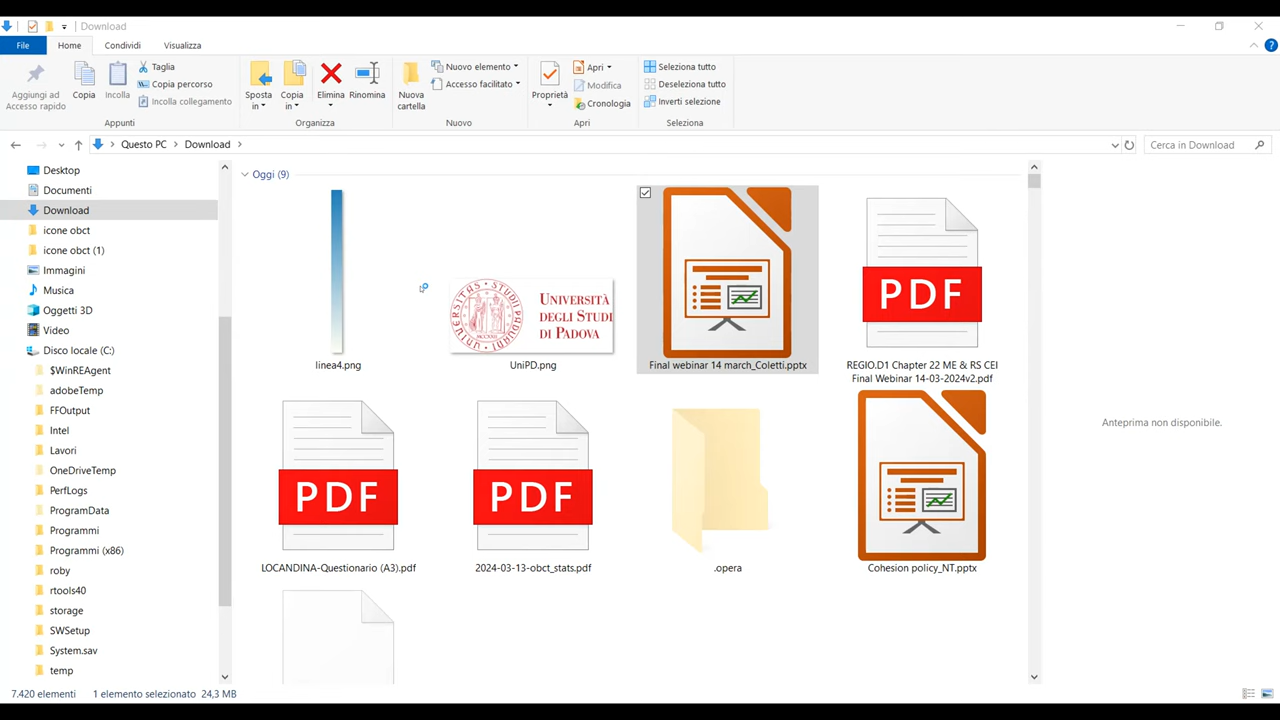 Download
File
Home
Condividi
Visualizza
Aggiungi ad
Accesso rapido
Copia
Incolla
Taglia
Copia percorso
Incolla collegamento
Appunti
Sposta
in
Copia
in
Elimina
Rinomina
Organizza
Nuova
cartella
Nuovo elemento
Accesso facilitato
Nuovo
Proprietà
Apri
Modifica
Cronologia
Apri
Seleziona tutto
Deseleziona tutto
Inverti selezione
Seleziona
Questo PC
Download
Cerca in Download
Desktop
Documenti
Download
icone obct
icone obct (1)
Immagini
Musica
Oggetti 3D
Video
Disco locale (C:)
$WinREAgent
adobeTemp
FFOutput
Intel
Lavori
OneDriveTemp
PerfLogs
ProgramData
Programmi
Programmi (x86)
roby
rtools40
storage
SWSetup
System.sav
temp
Oggi (9)
UNIVERSITÀ
DEGLI STUDI
DI PADOVA
PDF
linea4.png
UniPD.png
Final webinar 14 march_Coletti.pptx
REGIO.D1 Chapter 22 ME & RS CEI
Final Webinar 14-03-2024v2.pdf
PDF
PDF
LOCANDINA-Questionario (A3).pdf
2024-03-13-obct_stats.pdf
.opera
Cohesion policy_NT.pptx
Anteprima non disponibile.
7.420 elementi
1 elemento selezionato 24,3 MB